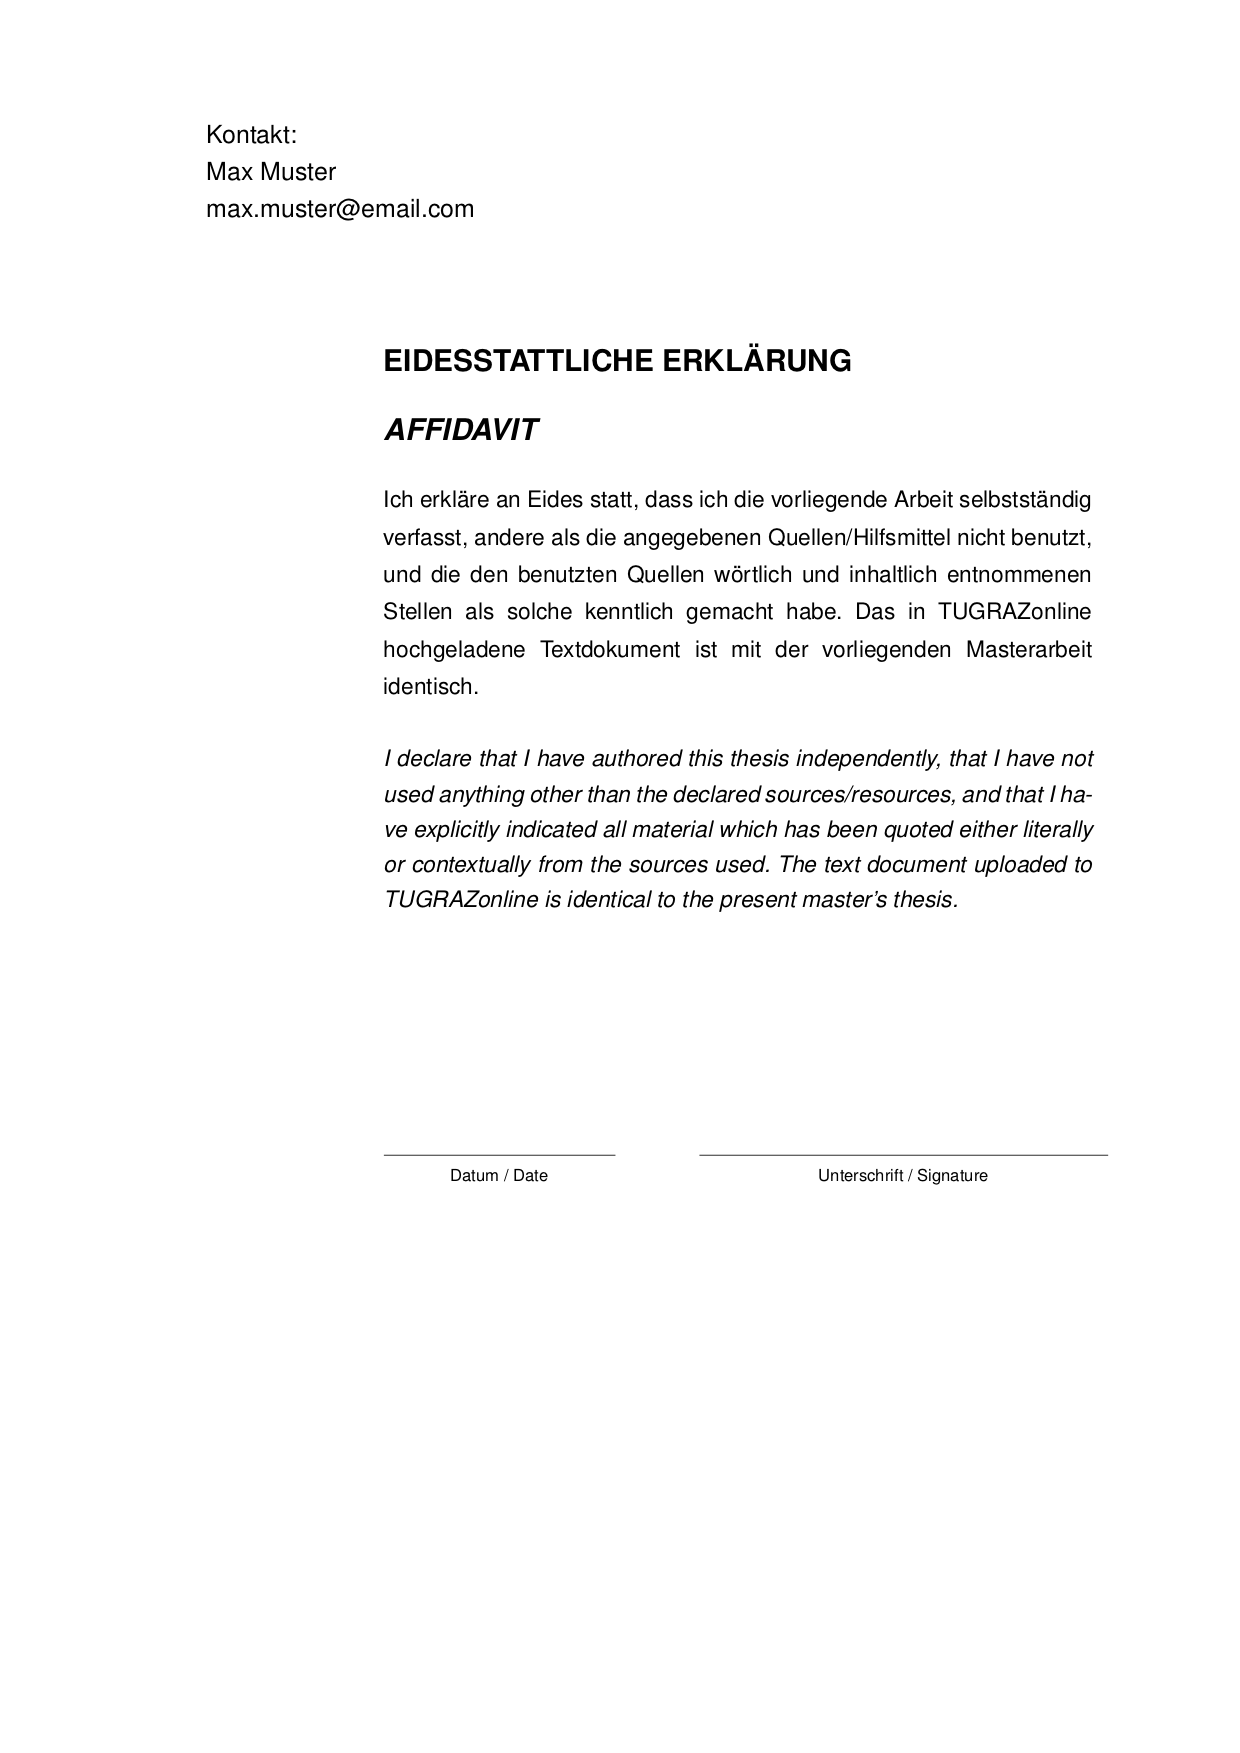 Kontakt:
Max Muster
max.muster@email.com
EIDESSTATTLICHE ERKLÄRUNG
AFFIDAVIT
Ich erkläre an Eides statt, dass ich die vorliegende Arbeit selbstständig
verfasst, andere als die angegebenen Quellen/Hilfsmittel nicht benutzt,
und die den benutzten Quellen wörtlich und inhaltlich entnommenen
Stellen als solche kenntlich gemacht habe. Das in TUGRAZonline
hochgeladene Textdokument ist mit der vorliegenden Masterarbeit
identisch.
I declare that I have authored this thesis independently, that I have not
used anything other than the declared sources/resources, and that I ha-
ve explicitly indicated all material which has been quoted either literally
or contextually from the sources used. The text document uploaded to
TUGRAZonline is identical to the present master's thesis.
Datum / Date
Unterschrift / Signature